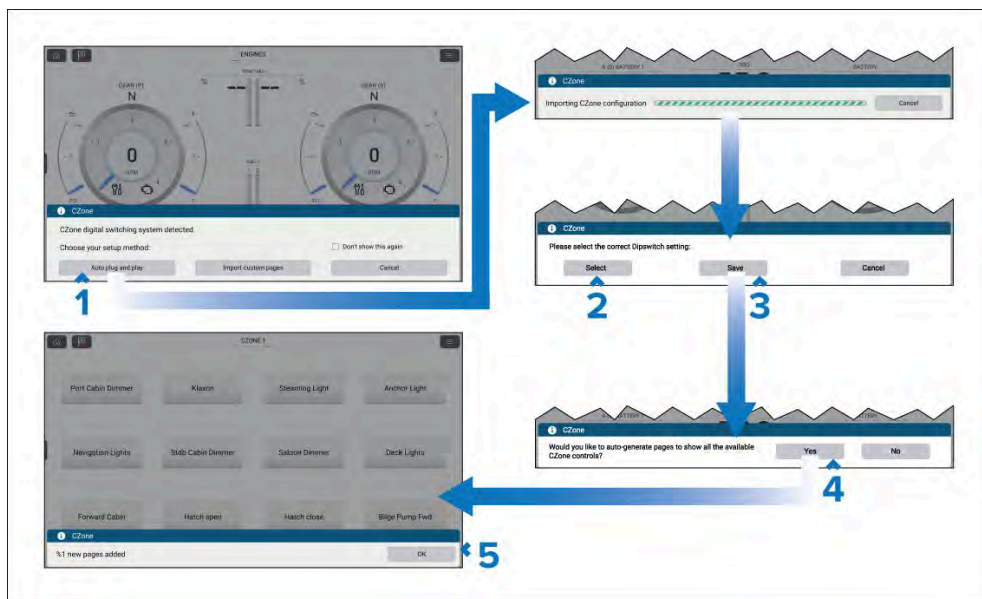 ENGINES
GEAR (P)
N
GEAR (S)
N
0
RPM
0
RPM
CZone
CZone digital switching system detected
Choose your setup method:
Don't show this again
Auto plug and play
Import custom pages
Cancel
1
CZone
Importing CZone configuration
Cancel
CZone
Please select the correct Dipswitch setting:
Select
Save
Cancel
2
3
CZone
Would you like to auto-generate pages to show all the available
CZone controls?
Yes
No
4
CZONE 1
Port Cabin Dimmer
Klaxon
Steaming Light
Anchor Light
Navigation Lights
Stdb Cabin Dimmer
Saloon Dimmer
Deck Lights
Forward Caber
Hatch open
Hatch close
Bilge Pump Fwd
CZone
%1 new pages added
OK
5